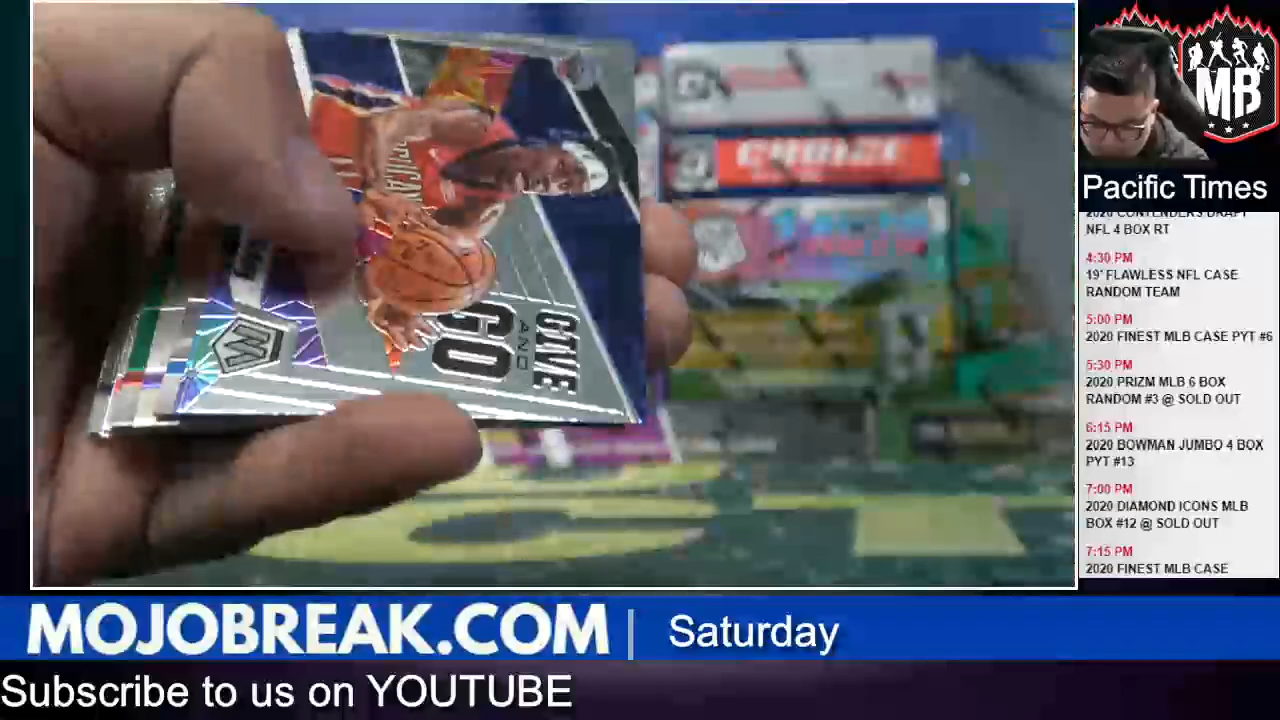 GIVE
AND
GO
M
CHOICE
MB
Pacific Times
2020 CONTENDERS DRAFT
NFL 4 BOX RT
4:30 PM
19' FLAWLESS NFL CASE
RANDOM TEAM
5:00 PM
2020 FINEST MLB CASE PYT #6
5:30 PM
2020 PRIZM MLB 6 BOX
RANDOM #3 @ SOLD OUT
6:15 PM
2020 BOWMAN JUMBO 4 BOX
PYT #13
7:00 PM
2020 DIAMOND ICONS MLB
BOX #12 @ SOLD OUT
7:15 PM
2020 FINEST MLB CASE
MOJOBREAK.COM | Saturday
Subscribe to us on YOUTUBE